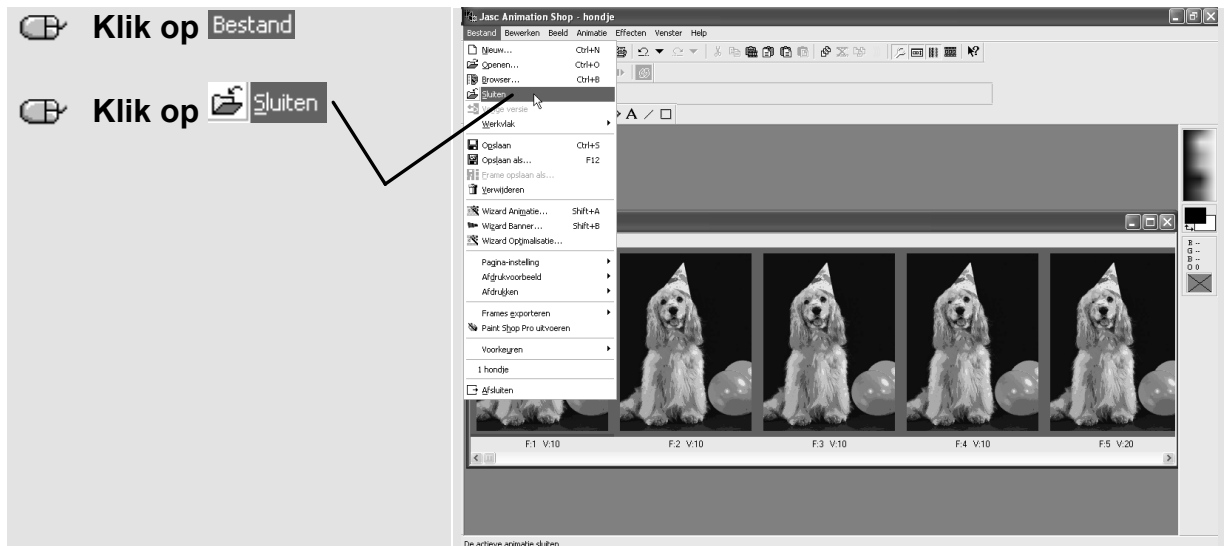 Klik op Bestand
Klik op Sluiten
Jasc Animation Shop - hondje
Bestand Bewerken Beeld Animatie Effecten Venster Help
Nieuw... Ctrl+N
Openen... Ctrl+O
Browser... Ctrl+B
Sluiten
Vorige versie
Werkvlak
Opslaan Ctrl+S
Opslaan als... F12
Frame opslaan als...
Verwijderen
Wizard Animatie... Shift+A
Wizard Banner... Shift+B
Wizard Optimalisatie...
Pagina-instelling
Afdrukvoorbeeld
Afdrukken
Frames exporteren
Paint Shop Pro uitvoeren
Voorkeuren
1 hondje
Afsluiten
R --
G --
B --
O 0
F:1 V:10 F:2 V:10 F:3 V:10 F:4 V:10 F:5 V:20
De actieve animatie sluiten